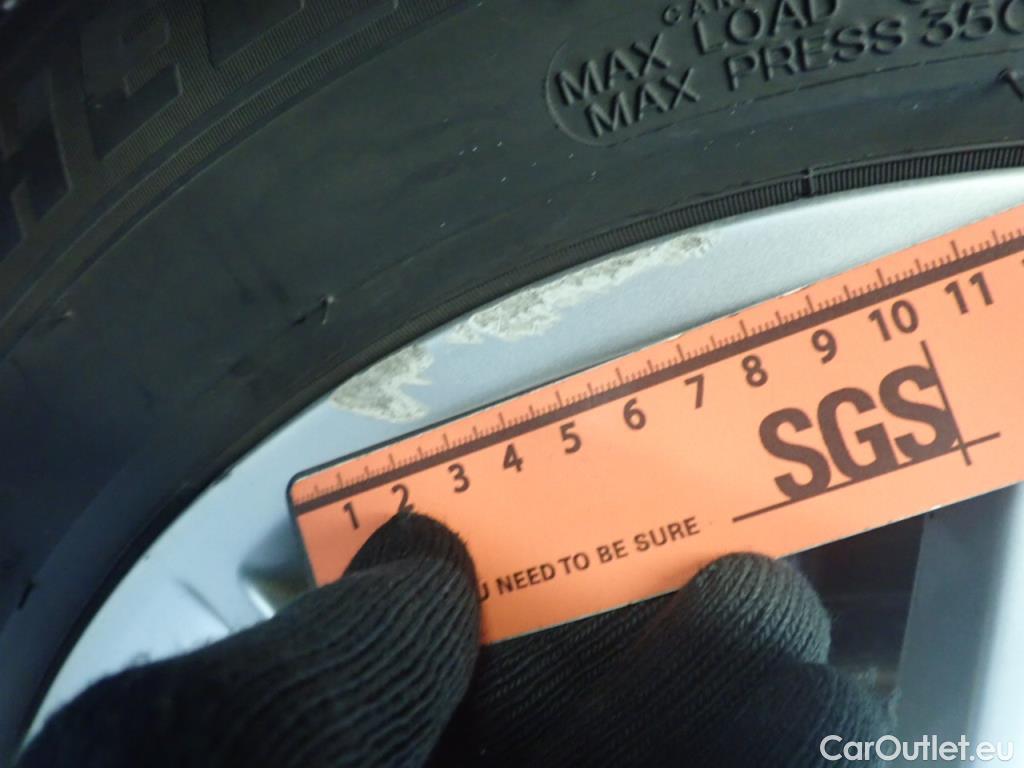 MAX LOAD
MAX PRESS 350
1 2 3 4 5 6 7 8 9 10 11
SGS
NEED TO BE SURE
CarOutlet.eu